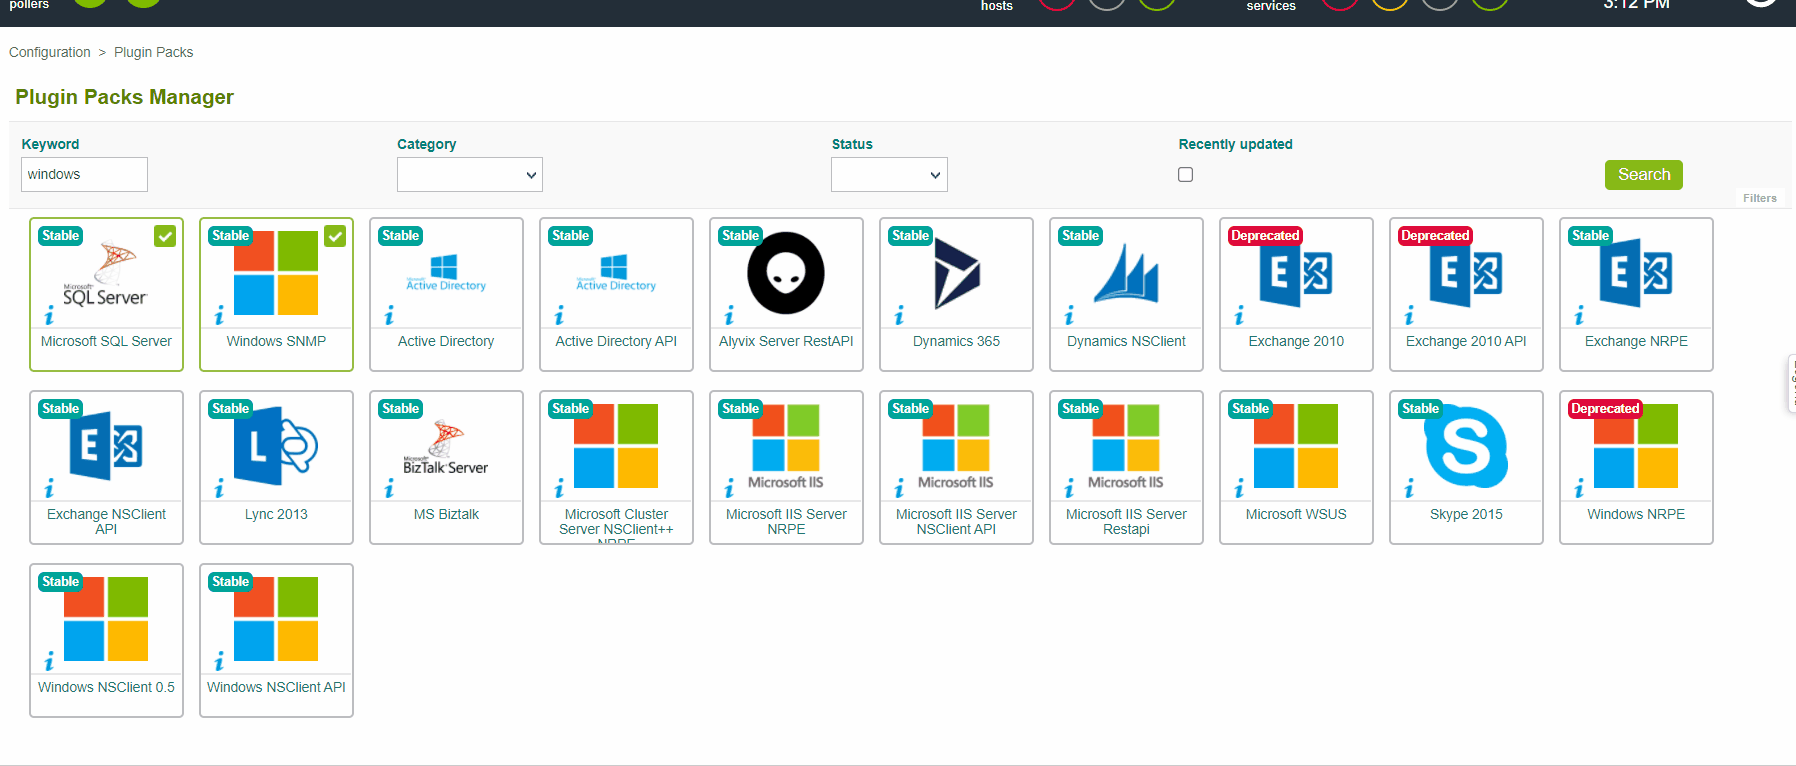 pollers
hosts
services
3:12 PM
Configuration > Plugin Packs
Plugin Packs Manager
Keyword
Category
Status
Recently updated
windows
Search
Filters
Stable
Stable
Stable
Stable
Stable
Stable
Stable
Deprecated
Deprecated
Stable
Microsoft
SQL Server
Microsoft
Active Directory
Microsoft
Active Directory
E
E
E
Microsoft SQL Server
Windows SNMP
Active Directory
Active Directory API
Alyvix Server RestAPI
Dynamics 365
Dynamics NSClient
Exchange 2010
Exchange 2010 API
Exchange NRPE
Stable
Stable
Stable
Stable
Stable
Stable
Stable
Stable
Stable
Deprecated
E
L
Microsoft
BizTalk Server
Microsoft IIS
Microsoft IIS
Microsoft IIS
S
Exchange NSClient
API
Lync 2013
MS Biztalk
Microsoft Cluster
Server NSClient++
NRPE
Microsoft IIS Server
NRPE
Microsoft IIS Server
NSClient API
Microsoft IIS Server
Restapi
Microsoft WSUS
Skype 2015
Windows NRPE
Stable
Stable
Windows NSClient 0.5
Windows NSClient API